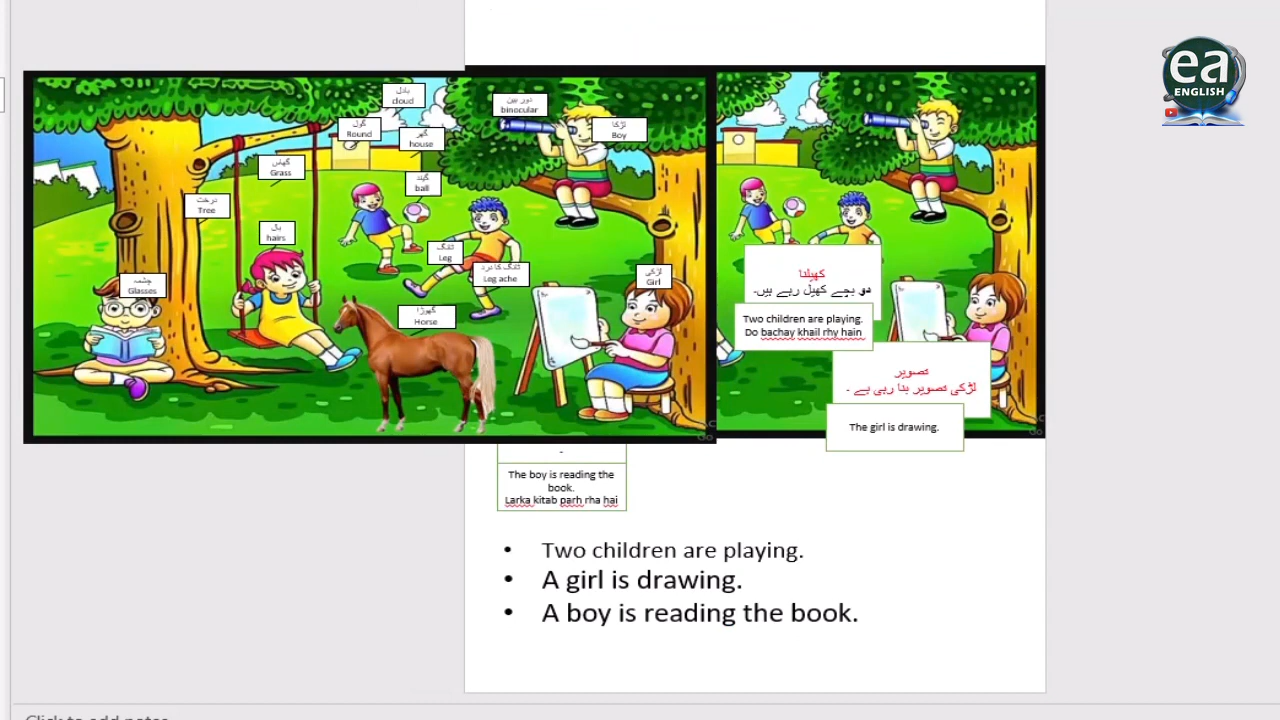 بادل
cloud
گول
Round
گھر
house
گھاس
Grass
گیند
ball
درخت
Tree
بال
hairs
ٹانگ
Leg
ٹانگ کا درد
Leg ache
چشمہ
Glasses
گھوڑا
Horse
دور بین
binocular
لڑکا
Boy
لڑکی
Girl
کھیلنا
دو بچے کھیل رہے ہیں۔
Two children are playing.
Do bachay khail rhy hain
تصویر
لڑکی تصویر بنا رہی ہے ۔
The girl is drawing.
The boy is reading the
book.
Larka kitab parh rha hai
• Two children are playing.
• A girl is drawing.
• A boy is reading the book.
ea
ENGLISH
Click to add notes